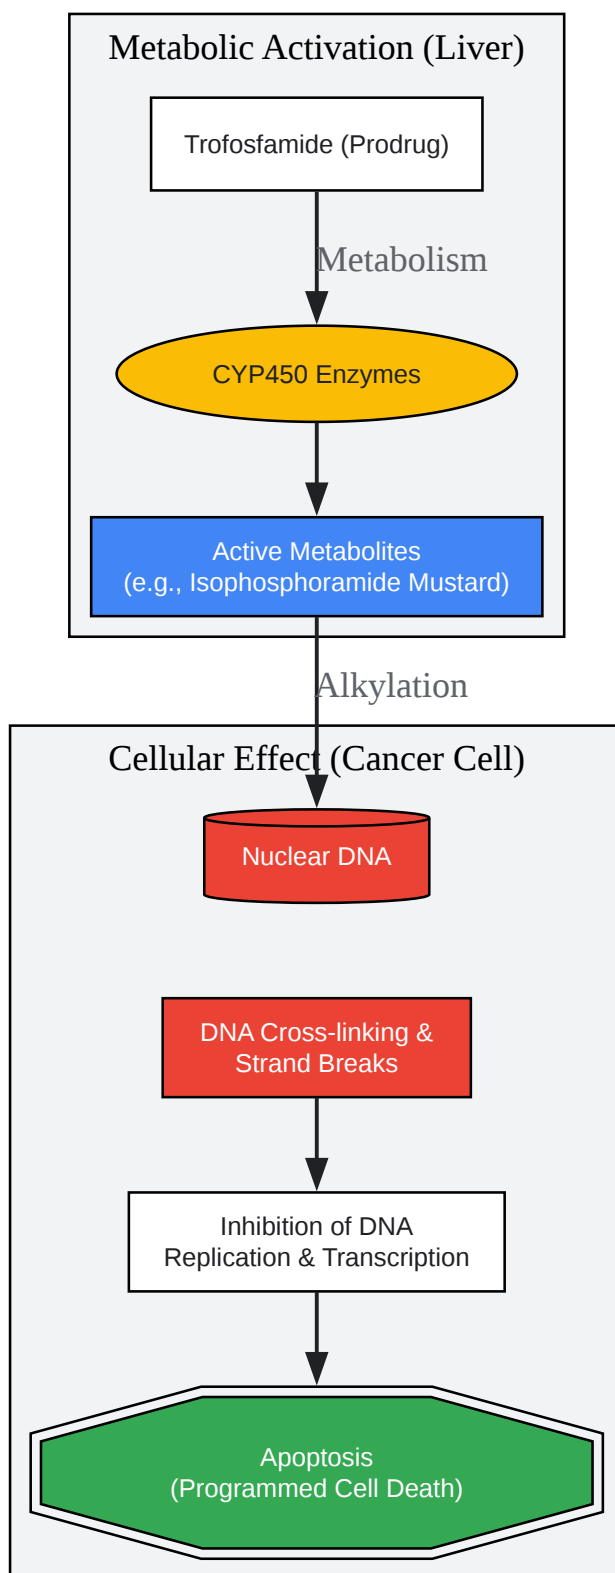 Metabolic Activation (Liver)
Trofosfamide (Prodrug)
Metabolism
CYP450 Enzymes
Active Metabolites
(e.g., Isophosphoramide Mustard)
Alkylation
Cellular Effect (Cancer Cell)
Nuclear DNA
DNA Cross-linking &
Strand Breaks
Inhibition of DNA
Replication & Transcription
Apoptosis
(Programmed Cell Death)